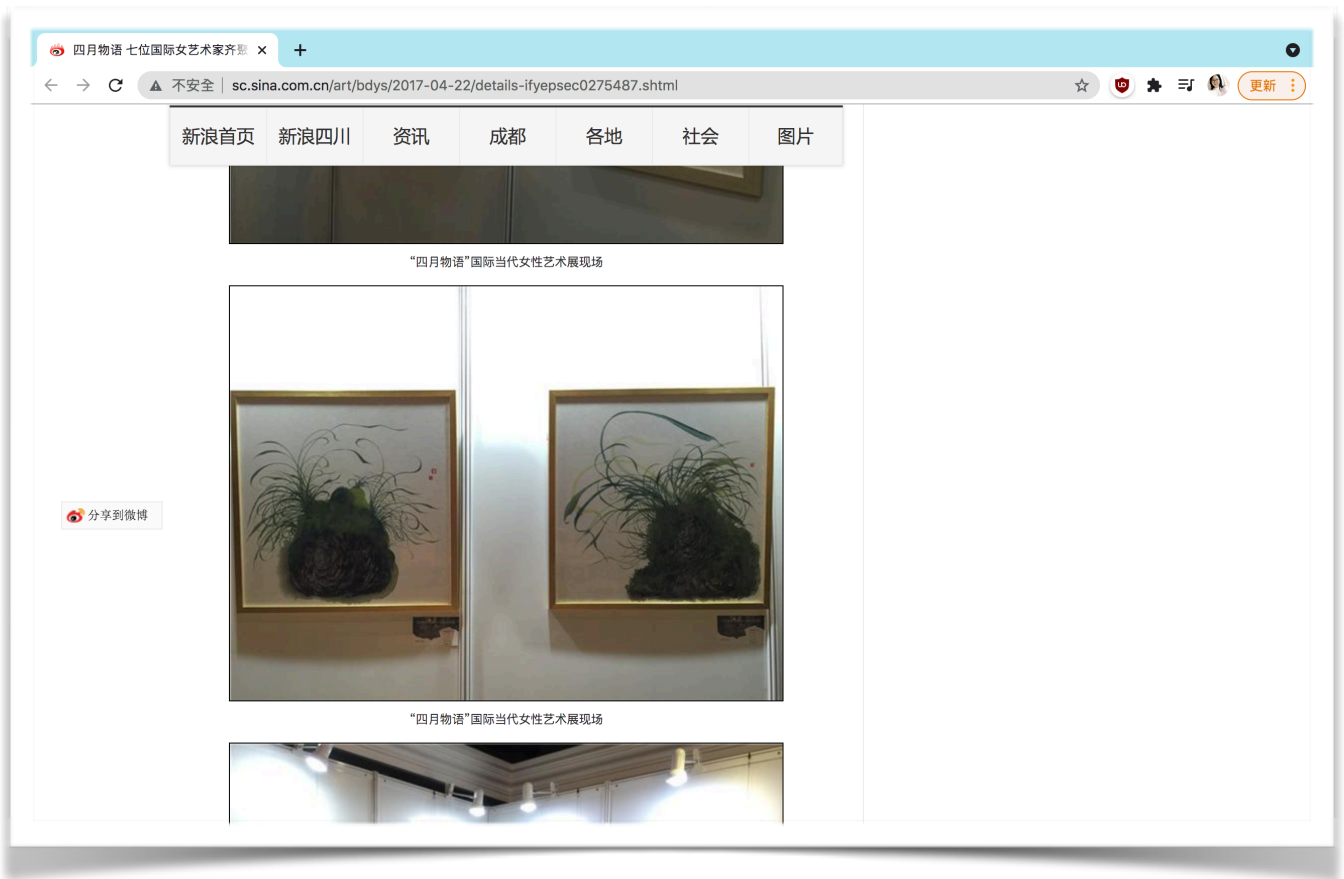 四月物语 七位国际女艺术家齐聚
不安全
sc.sina.com.cn/art/bdys/2017-04-22/details-ifyepsec0275487.shtml
更新
新浪首页 新浪四川 资讯 成都 各地 社会 图片
“四月物语”国际当代女性艺术展现场
分享到微博
“四月物语”国际当代女性艺术展现场